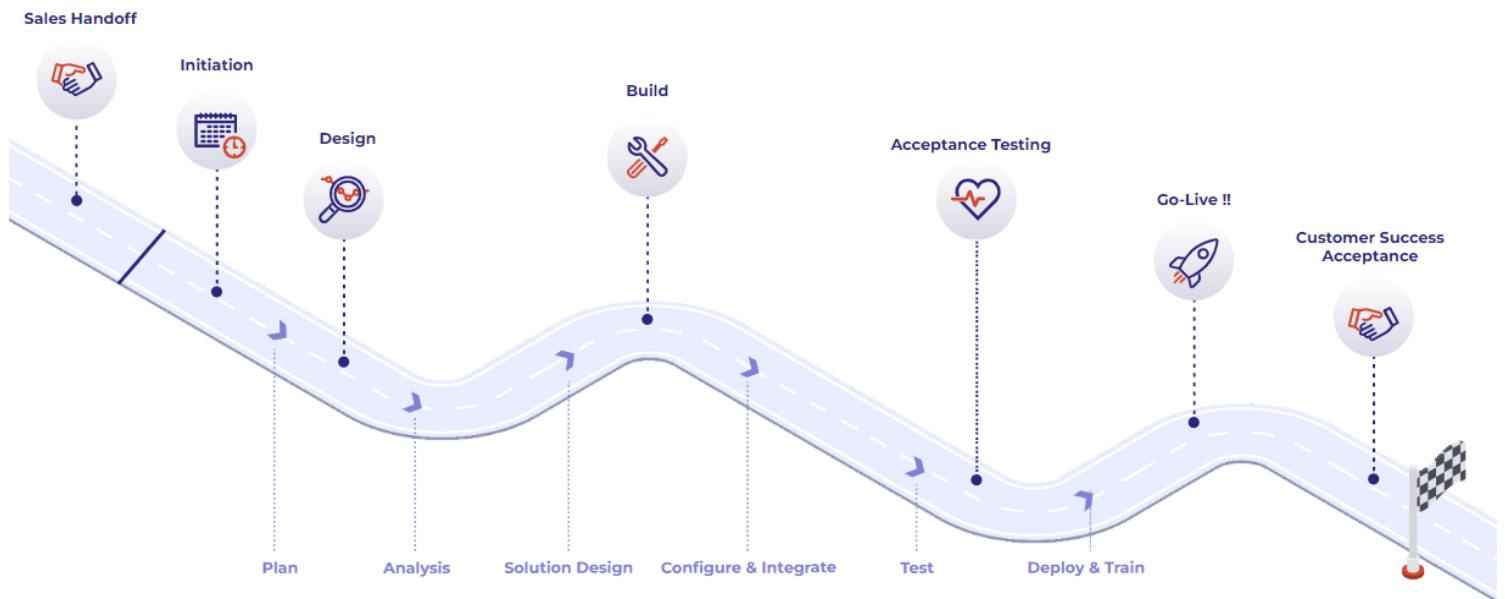 Sales Handoff
Initiation
Design
Build
Acceptance Testing
Go-Live !!
Customer Success
Acceptance
Plan
Analysis
Solution Design
Configure & Integrate
Test
Deploy & Train